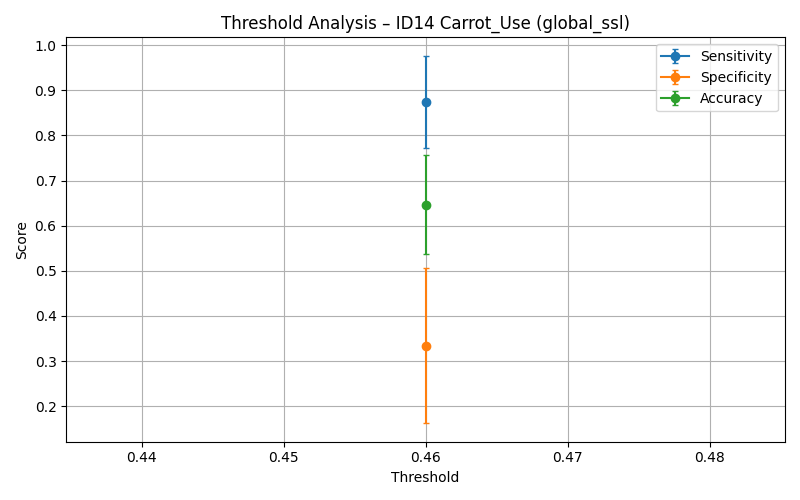 Threshold Analysis – ID14 Carrot_Use (global_ssl)
Sensitivity
Specificity
Accuracy
Score
1.0
0.9
0.8
0.7
0.6
0.5
0.4
0.3
0.2
0.44 0.45 0.46 0.47 0.48
Threshold